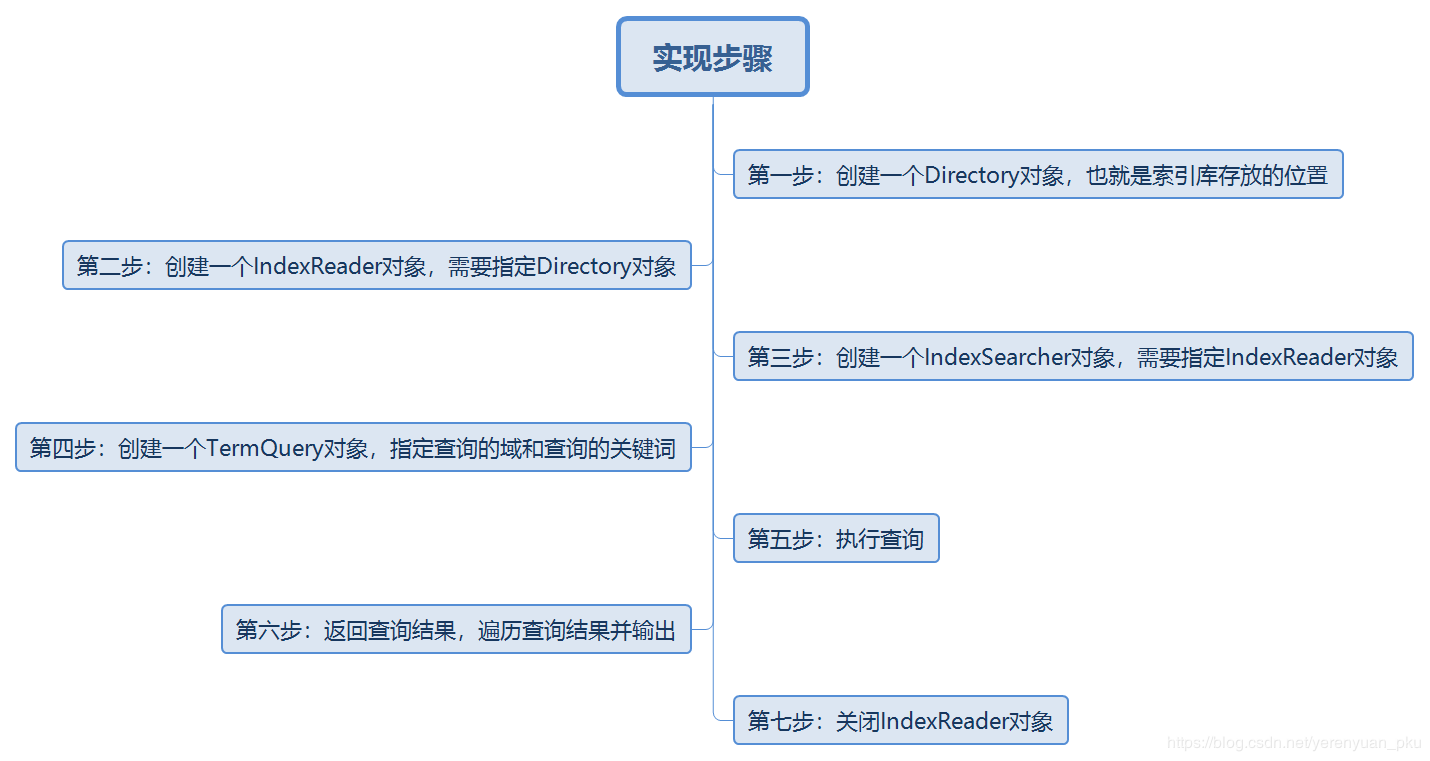 实现步骤
第一步：创建一个Directory对象，也就是索引库存放的位置
第二步：创建一个IndexReader对象，需要指定Directory对象
第三步：创建一个IndexSearcher对象，需要指定IndexReader对象
第四步：创建一个TermQuery对象，指定查询的域和查询的关键词
第五步：执行查询
第六步：返回查询结果，遍历查询结果并输出
第七步：关闭IndexReader对象
https://blog.csdn.net/yerenyuan_pku